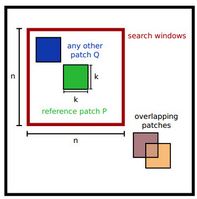 search windows
any other
patch Q
n
k
k
reference patch P
n
overlapping
patches